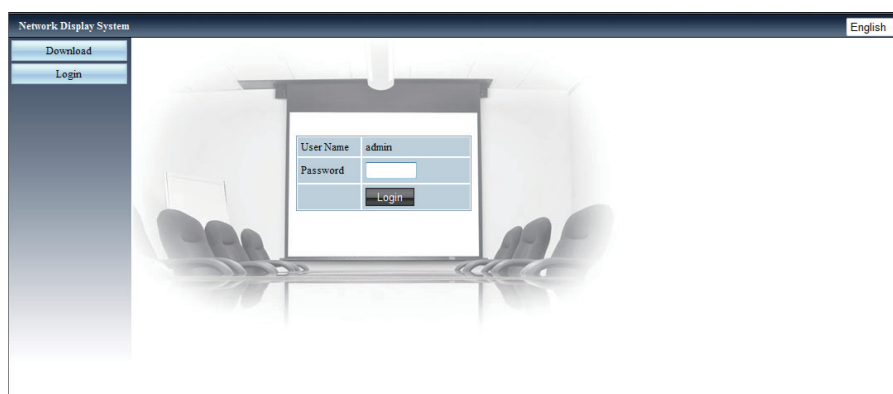 Network Display System
English
Download
Login
User Name admin
Password
Login